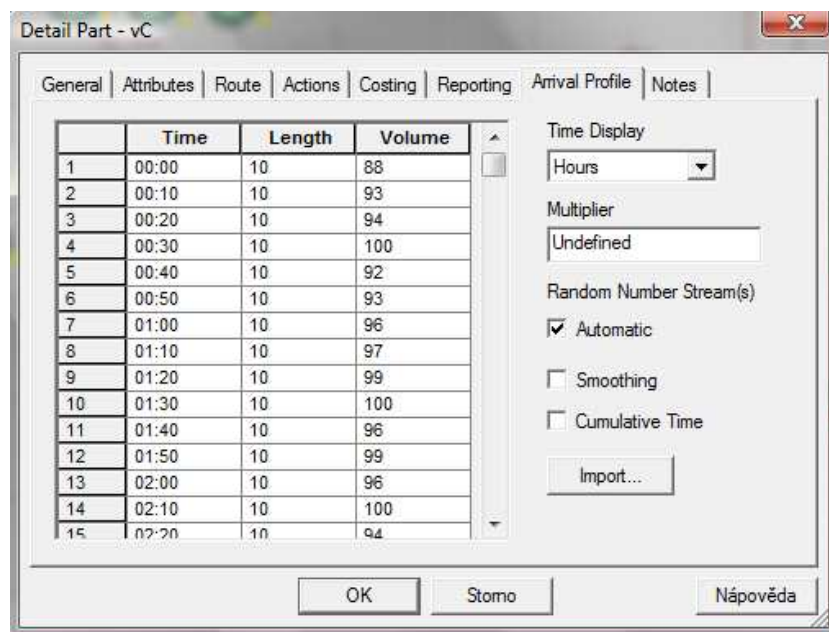 Detail Part - vC
General Attributes Route Actions Costing Reporting Arrival Profile Notes
Time Length Volume
1 00:00 10 88
2 00:10 10 93
3 00:20 10 94
4 00:30 10 100
5 00:40 10 92
6 00:50 10 93
7 01:00 10 96
8 01:10 10 97
9 01:20 10 99
10 01:30 10 100
11 01:40 10 96
12 01:50 10 99
13 02:00 10 96
14 02:10 10 100
15 02:20 10 94
Time Display
Hours
Multiplier
Undefined
Random Number Stream(s)
Automatic
Smoothing
Cumulative Time
Import...
OK Storno Nápověda